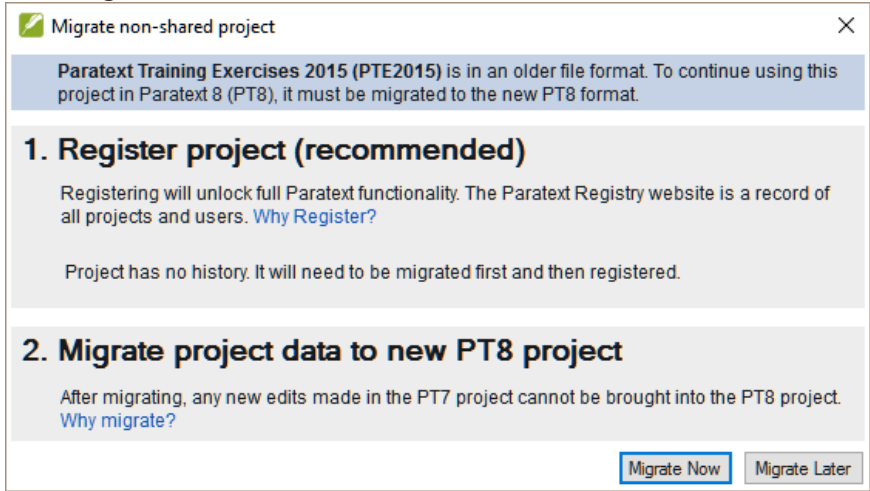 Migrate non-shared project
Paratext Training Exercises 2015 (PTE2015) is in an older file format. To continue using this
project in Paratext 8 (PT8), it must be migrated to the new PT8 format.
1. Register project (recommended)
Registering will unlock full Paratext functionality. The Paratext Registry website is a record of
all projects and users. Why Register?
Project has no history. It will need to be migrated first and then registered.
2. Migrate project data to new PT8 project
After migrating, any new edits made in the PT7 project cannot be brought into the PT8 project.
Why migrate?
Migrate Now Migrate Later